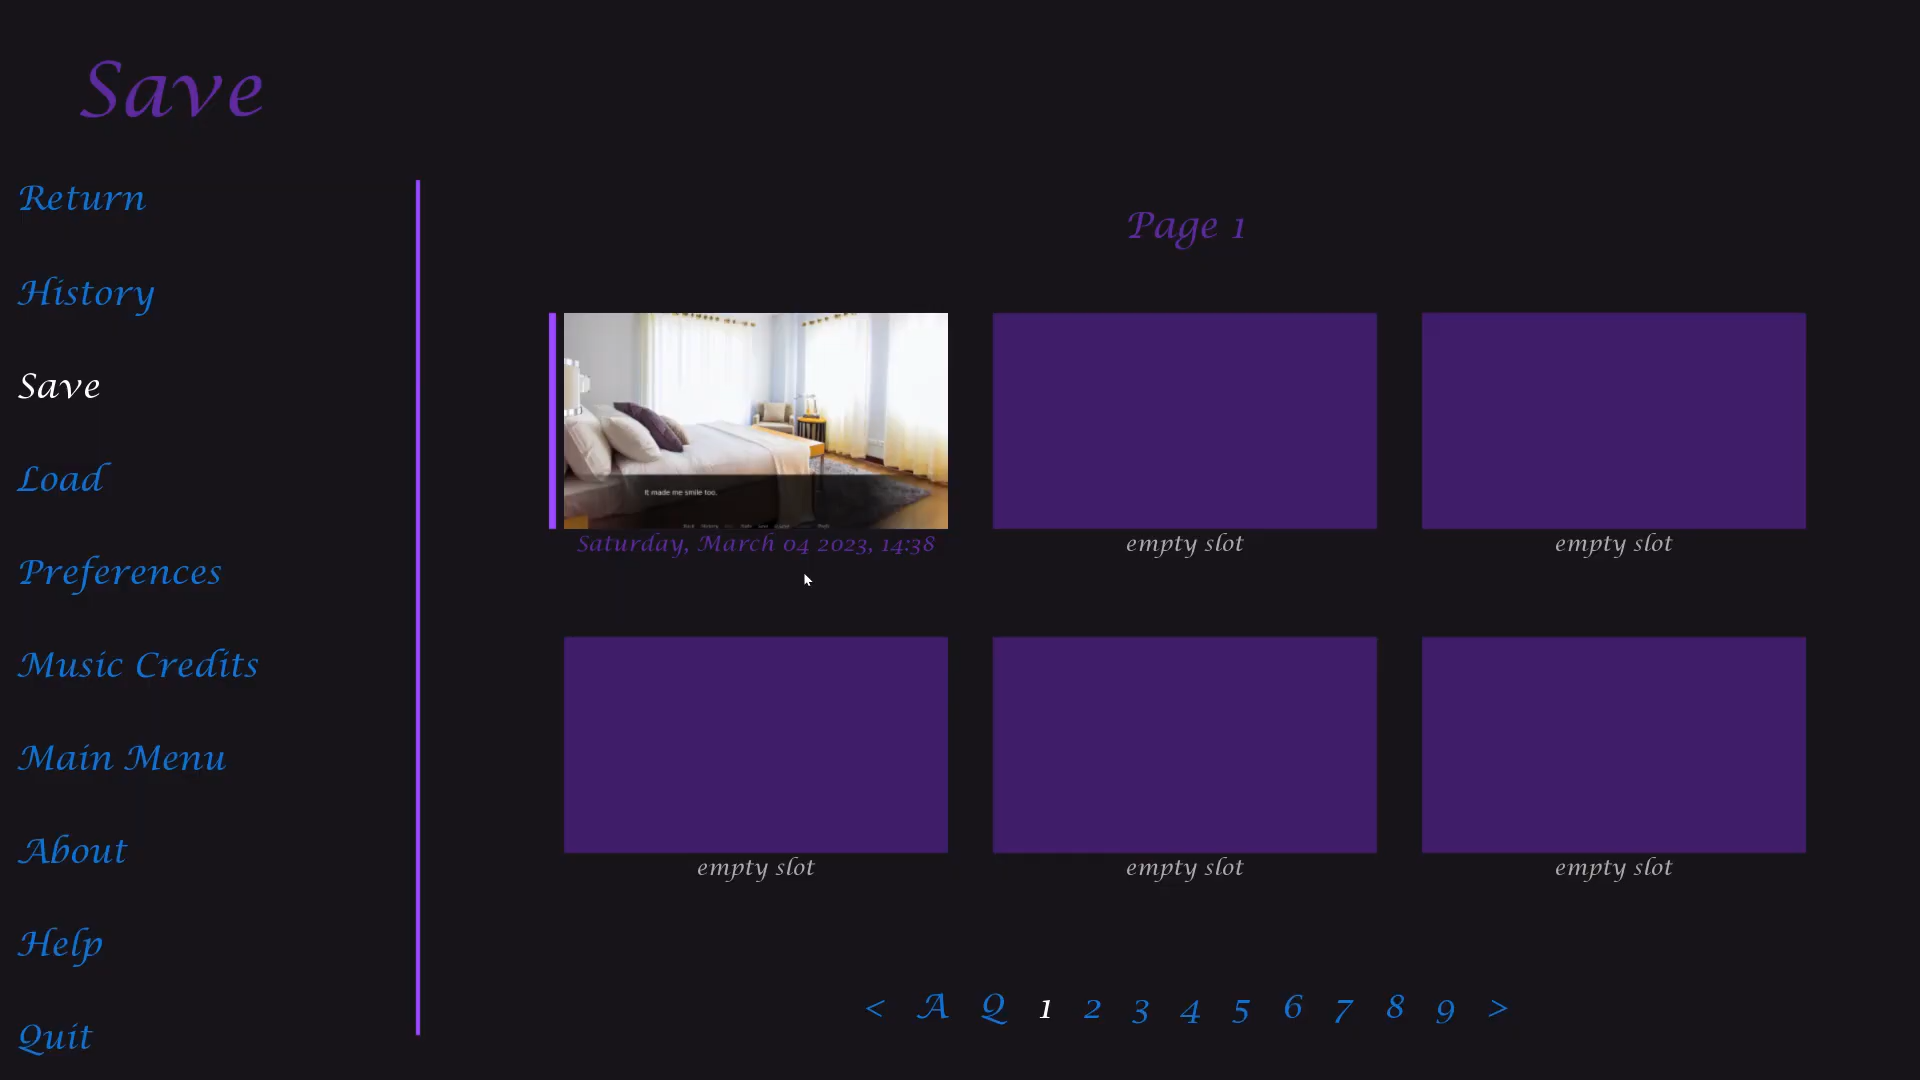 Save
Return
History
Save
Load
Preferences
Music Credits
Main Menu
About
Help
Quit
Page 1
It made me smile too.
Saturday, March 04 2023, 14:38
empty slot
empty slot
empty slot
empty slot
empty slot
< A Q 1 2 3 4 5 6 7 8 9 >